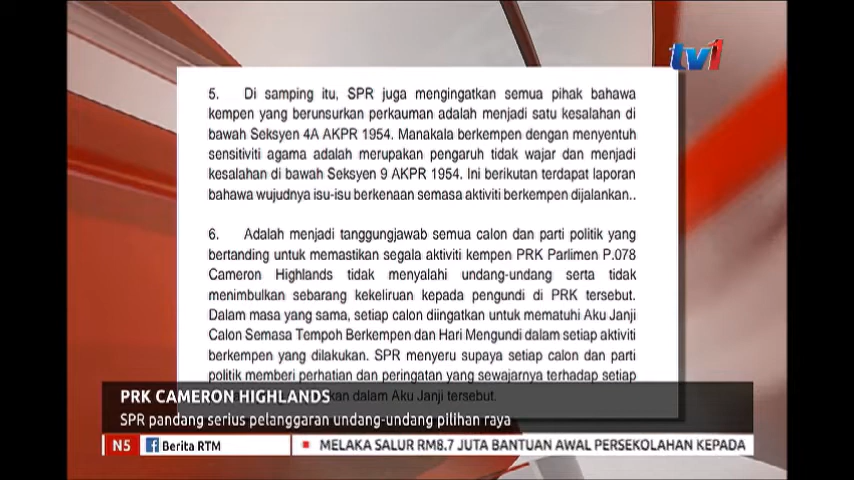 tv1
5. Di samping itu, SPR juga mengingatkan semua pihak bahawa
kempen yang berunsurkan perkauman adalah menjadi satu kesalahan di
bawah Seksyen 4A AKPR 1954. Manakala berkempen dengan menyentuh
sensitiviti agama adalah merupakan pengaruh tidak wajar dan menjadi
kesalahan di bawah Seksyen 9 AKPR 1954. Ini berikutan terdapat laporan
bahawa wujudnya isu-isu berkenaan semasa aktiviti berkempen dijalankan..
6. Adalah menjadi tanggungjawab semua calon dan parti politik yang
bertanding untuk memastikan segala aktiviti kempen PRK Parlimen P.078
Cameron Highlands tidak menyalahi undang-undang serta tidak
menimbulkan sebarang kekeliruan kepada pengundi di PRK tersebut.
Dalam masa yang sama, setiap calon diingatkan untuk mematuhi Aku Janji
Calon Semasa Tempoh Berkempen dan Hari Mengundi dalam setiap aktiviti
berkempen yang dilakukan. SPR menyeru supaya setiap calon dan parti
politik memberi perhatian dan peringatan yang sewajarnya terhadap setiap
dalam Aku Janji tersebut.
PRK CAMERON HIGHLANDS
SPR pandang serius pelanggaran undang-undang pilihan raya
N5 Berita RTM MELAKA SALUR RM8.7 JUTA BANTUAN AWAL PERSEKOLAHAN KEPADA